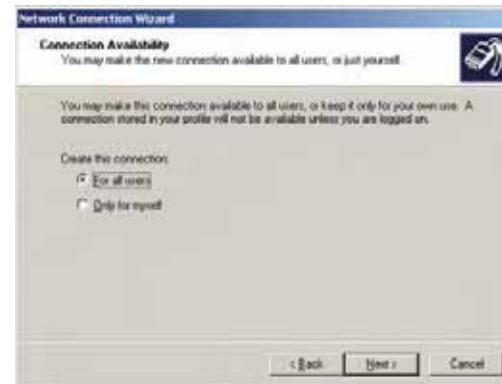 Network Connection Wizard
Connection Availability
You may make the new connection available to all users, or just yourself.
You may make this connection available to all users, or keep it only for your own use. A
connection stored in your profile will not be available unless you are logged on.
Create this connection:
For all users
Only for myself
< Back
Next >
Cancel